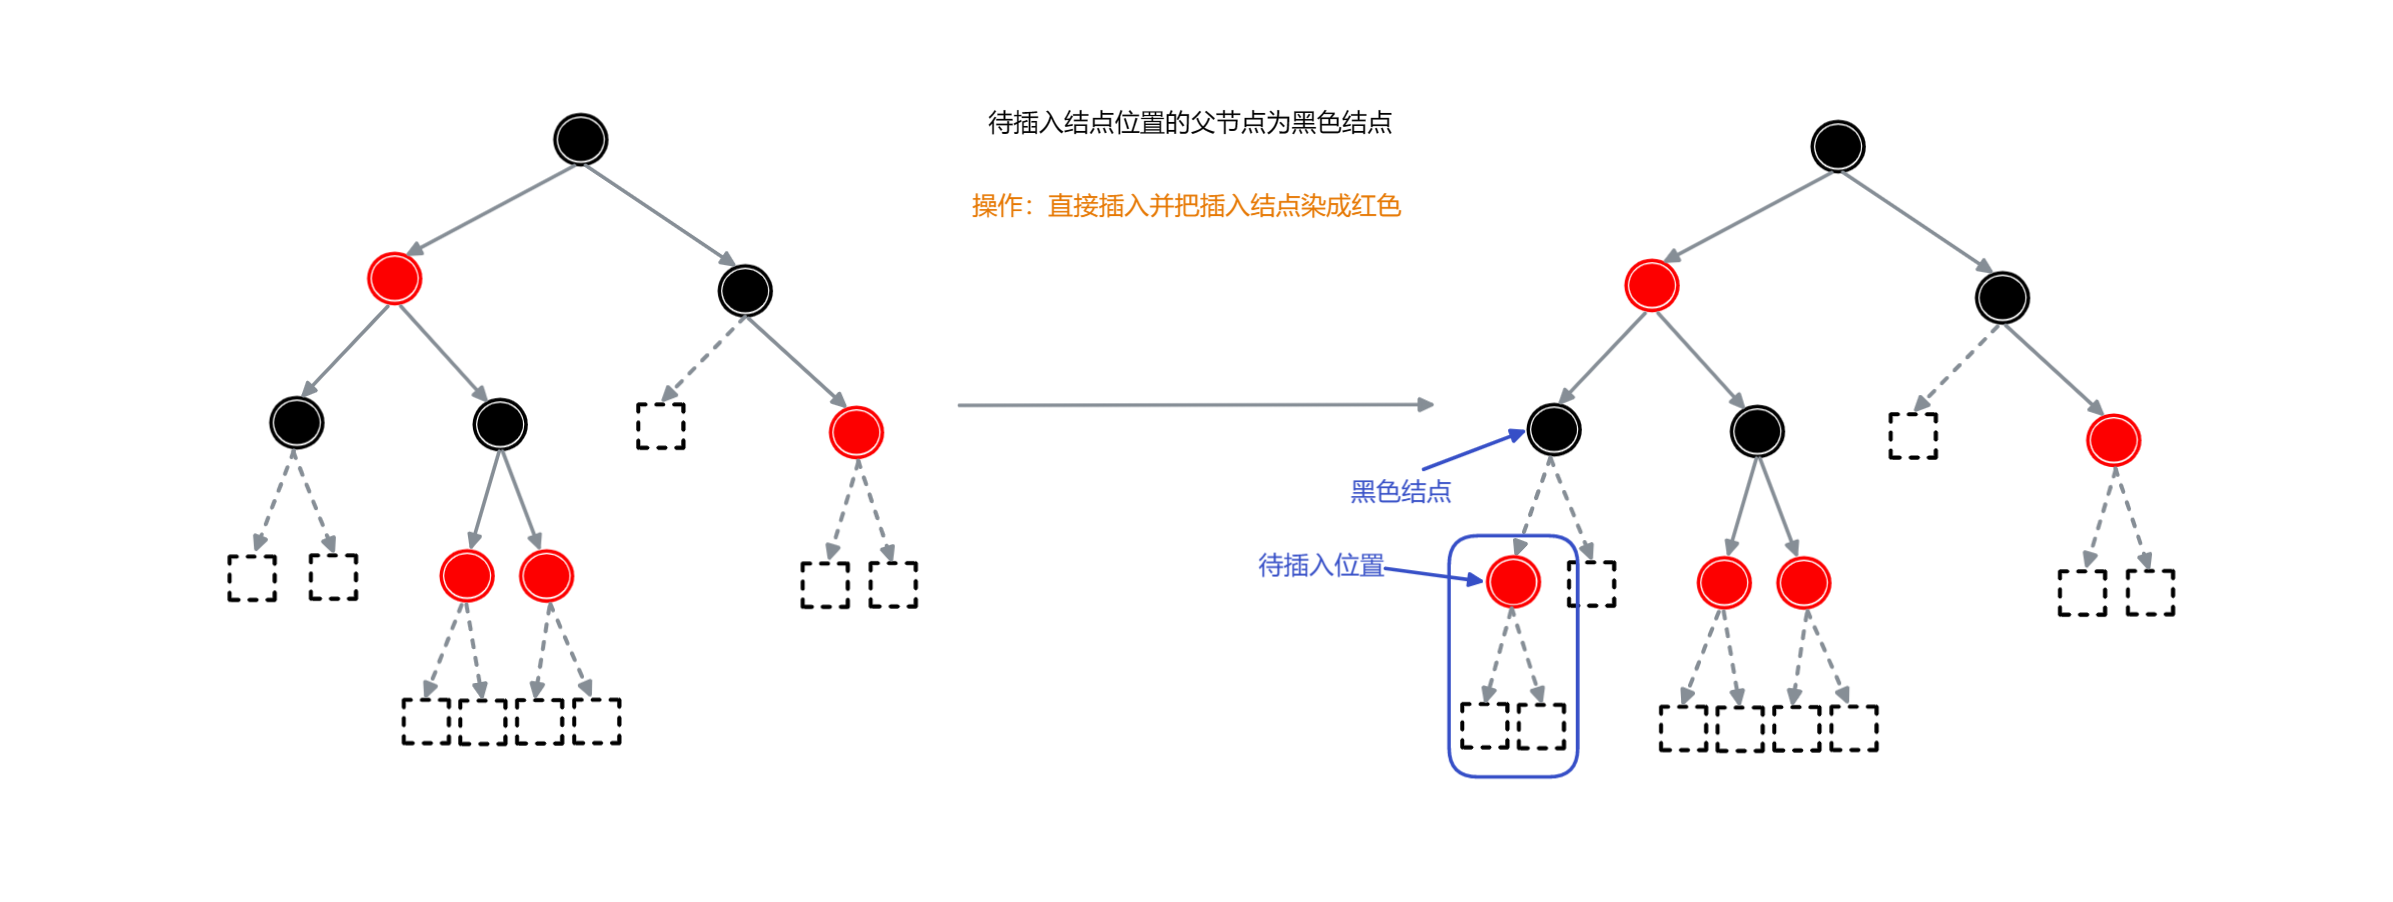 待插入结点位置的父节点为黑色结点
操作：直接插入并把插入结点染成红色
黑色结点
待插入位置